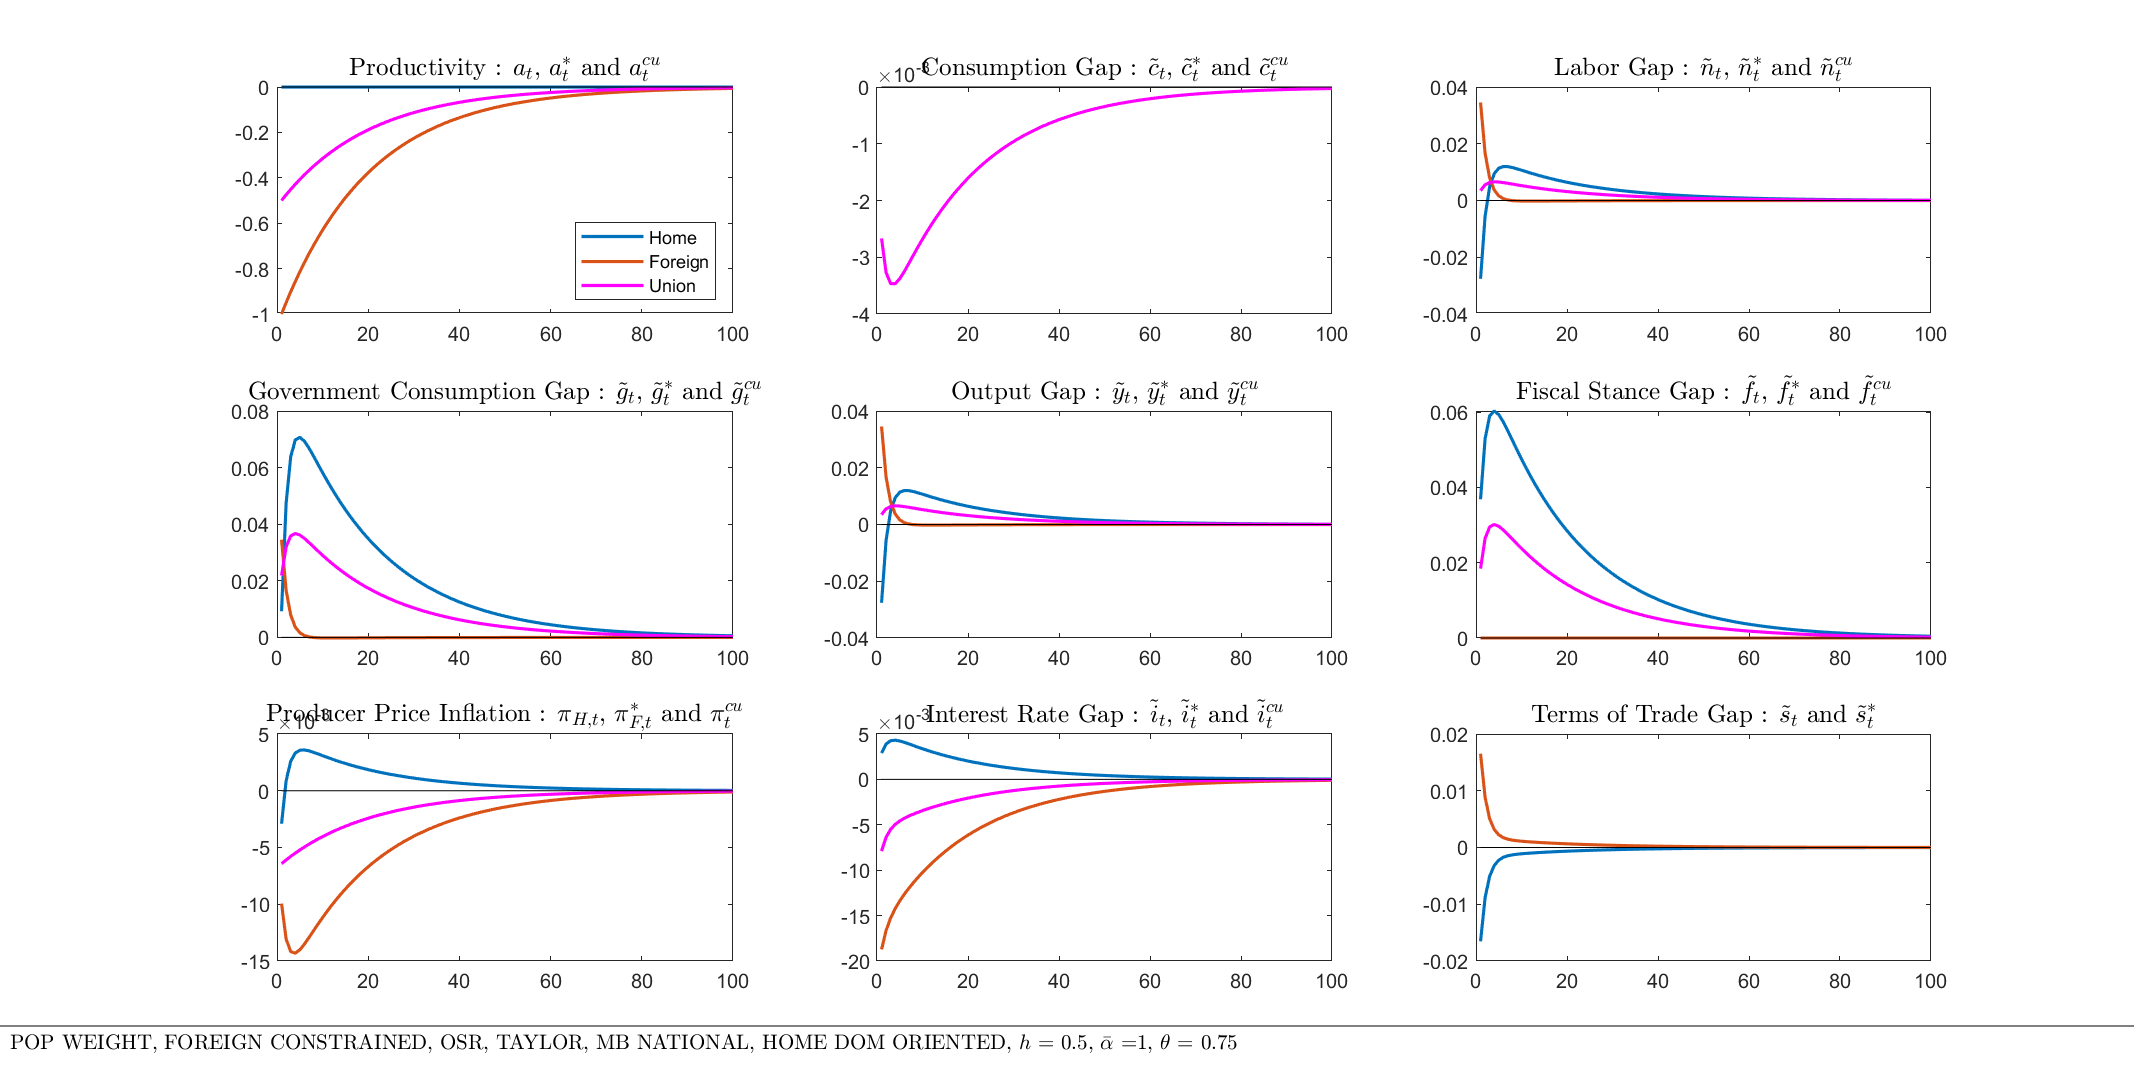 Productivity : a_t, a_t^* and a_t^{cu}
0
-0.2
-0.4
-0.6
-0.8
-1
0 20 40 60 80 100
Home
Foreign
Union
Consumption Gap : c̃_t, c̃_t^* and c̃_t^{cu}
×10^{-3}
0
-1
-2
-3
-4
0 20 40 60 80 100
Labor Gap : ñ_t, ñ_t^* and ñ_t^{cu}
0.04
0.02
0
-0.02
-0.04
0 20 40 60 80 100
Government Consumption Gap : g̃_t, g̃_t^* and g̃_t^{cu}
0.08
0.06
0.04
0.02
0
0 20 40 60 80 100
Output Gap : ỹ_t, ỹ_t^* and ỹ_t^{cu}
0.04
0.02
0
-0.02
-0.04
0 20 40 60 80 100
Fiscal Stance Gap : f̃_t, f̃_t^* and f̃_t^{cu}
0.06
0.04
0.02
0
0 20 40 60 80 100
Producer Price Inflation : π_{H,t}, π_{F,t}^* and π_t^{cu}
×10^{-3}
5
0
-5
-10
-15
0 20 40 60 80 100
Interest Rate Gap : ĩ_t, ĩ_t^* and ĩ_t^{cu}
×10^{-3}
5
0
-5
-10
-15
-20
0 20 40 60 80 100
Terms of Trade Gap : s̃_t and s̃_t^*
0.02
0.01
0
-0.01
-0.02
0 20 40 60 80 100
POP WEIGHT, FOREIGN CONSTRAINED, OSR, TAYLOR, MB NATIONAL, HOME DOM ORIENTED, h = 0.5, ᾱ =1, θ = 0.75